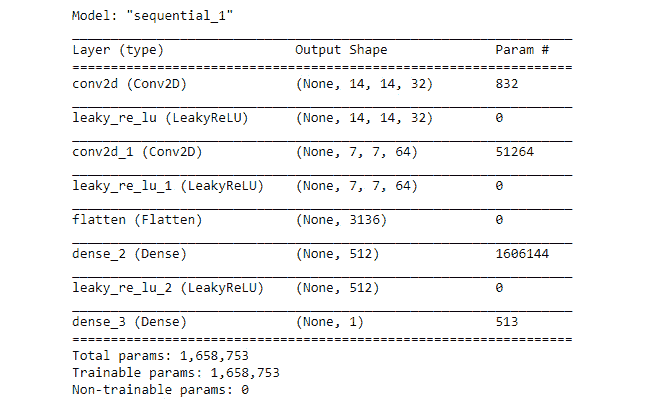 Model: "sequential_1"
Layer (type) Output Shape Param #
conv2d (Conv2D) (None, 14, 14, 32) 832
leaky_re_lu (LeakyReLU) (None, 14, 14, 32) 0
conv2d_1 (Conv2D) (None, 7, 7, 64) 51264
leaky_re_lu_1 (LeakyReLU) (None, 7, 7, 64) 0
flatten (Flatten) (None, 3136) 0
dense_2 (Dense) (None, 512) 1606144
leaky_re_lu_2 (LeakyReLU) (None, 512) 0
dense_3 (Dense) (None, 1) 513
Total params: 1,658,753
Trainable params: 1,658,753
Non-trainable params: 0